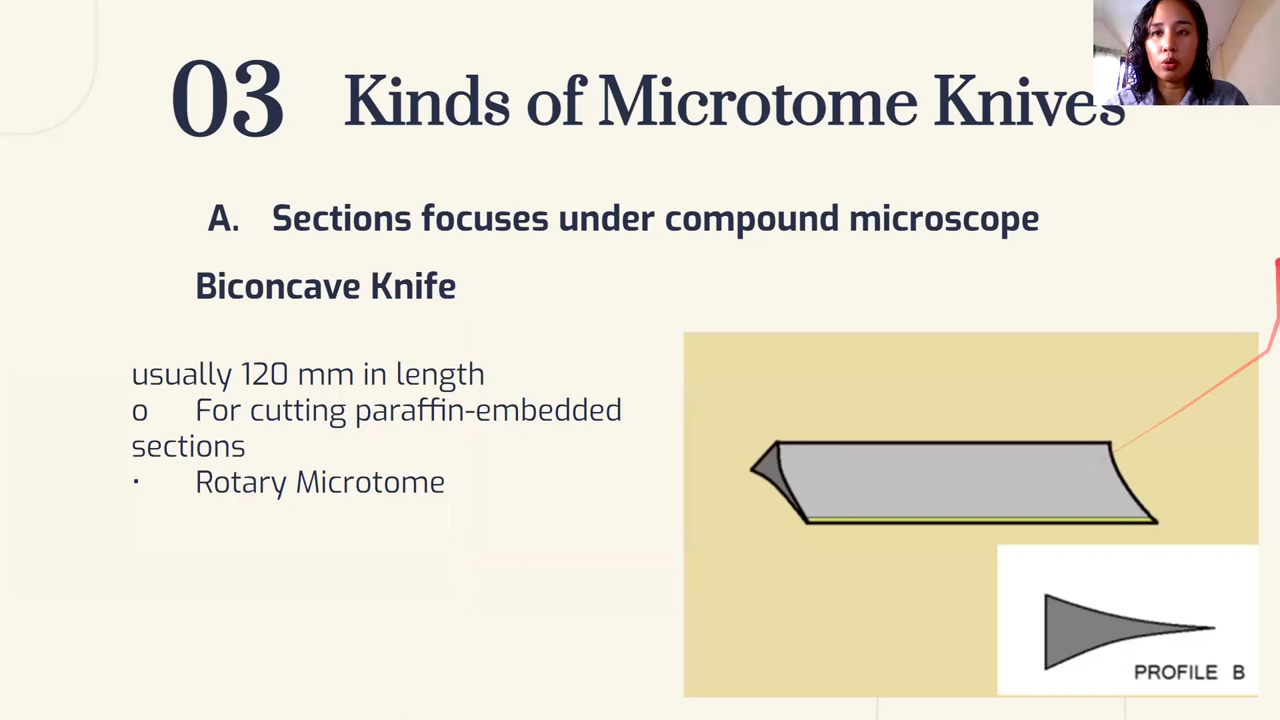 03 Kinds of Microtome Knives
A. Sections focuses under compound microscope
Biconcave Knife
usually 120 mm in length
o For cutting paraffin-embedded
sections
· Rotary Microtome
PROFILE B